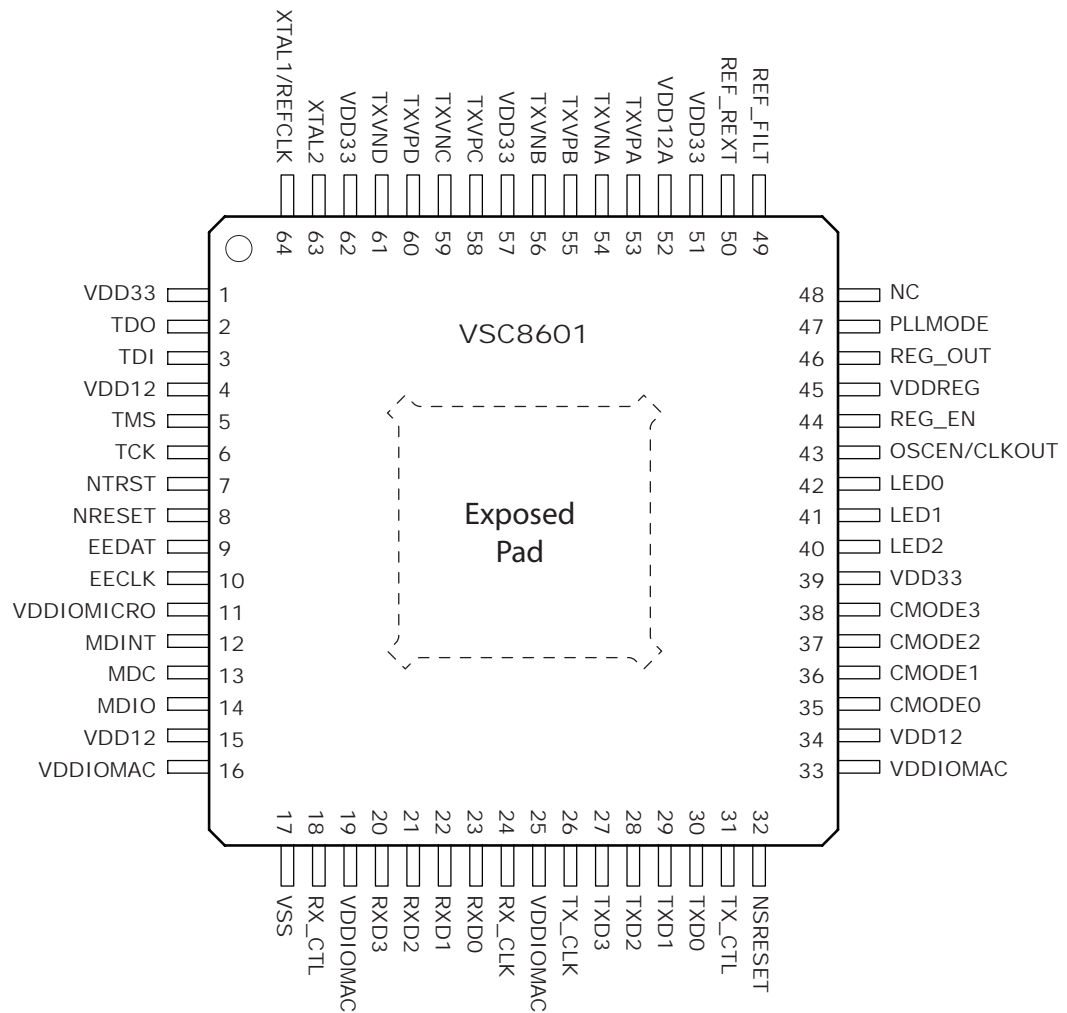 XTAL1/REFCLK
XTAL2
VDD33
TXVND
TXVPD
TXVNC
TXVPC
VDD33
TXVNB
TXVPB
TXVNA
TXVPA
VDD12A
VDD33
REF_REXT
REF_FILT
64
63
62
61
60
59
58
57
56
55
54
53
52
51
50
49
VSC8601
Exposed
Pad
VDD33 1
TDO 2
TDI 3
VDD12 4
TMS 5
TCK 6
NTRST 7
NRESET 8
EEDAT 9
EECLK 10
VDDIOMICRO 11
MDINT 12
MDC 13
MDIO 14
VDD12 15
VDDIOMAC 16
48 NC
47 PLLMODE
46 REG_OUT
45 VDDREG
44 REG_EN
43 OSCEN/CLKOUT
42 LED0
41 LED1
40 LED2
39 VDD33
38 CMODE3
37 CMODE2
36 CMODE1
35 CMODE0
34 VDD12
33 VDDIOMAC
17
18
19
20
21
22
23
24
25
26
27
28
29
30
31
32
VSS
RX_CTL
VDDIOMAC
RXD3
RXD2
RXD1
RXD0
RX_CLK
VDDIOMAC
TX_CLK
TXD3
TXD2
TXD1
TXD0
TX_CTL
NSRESET